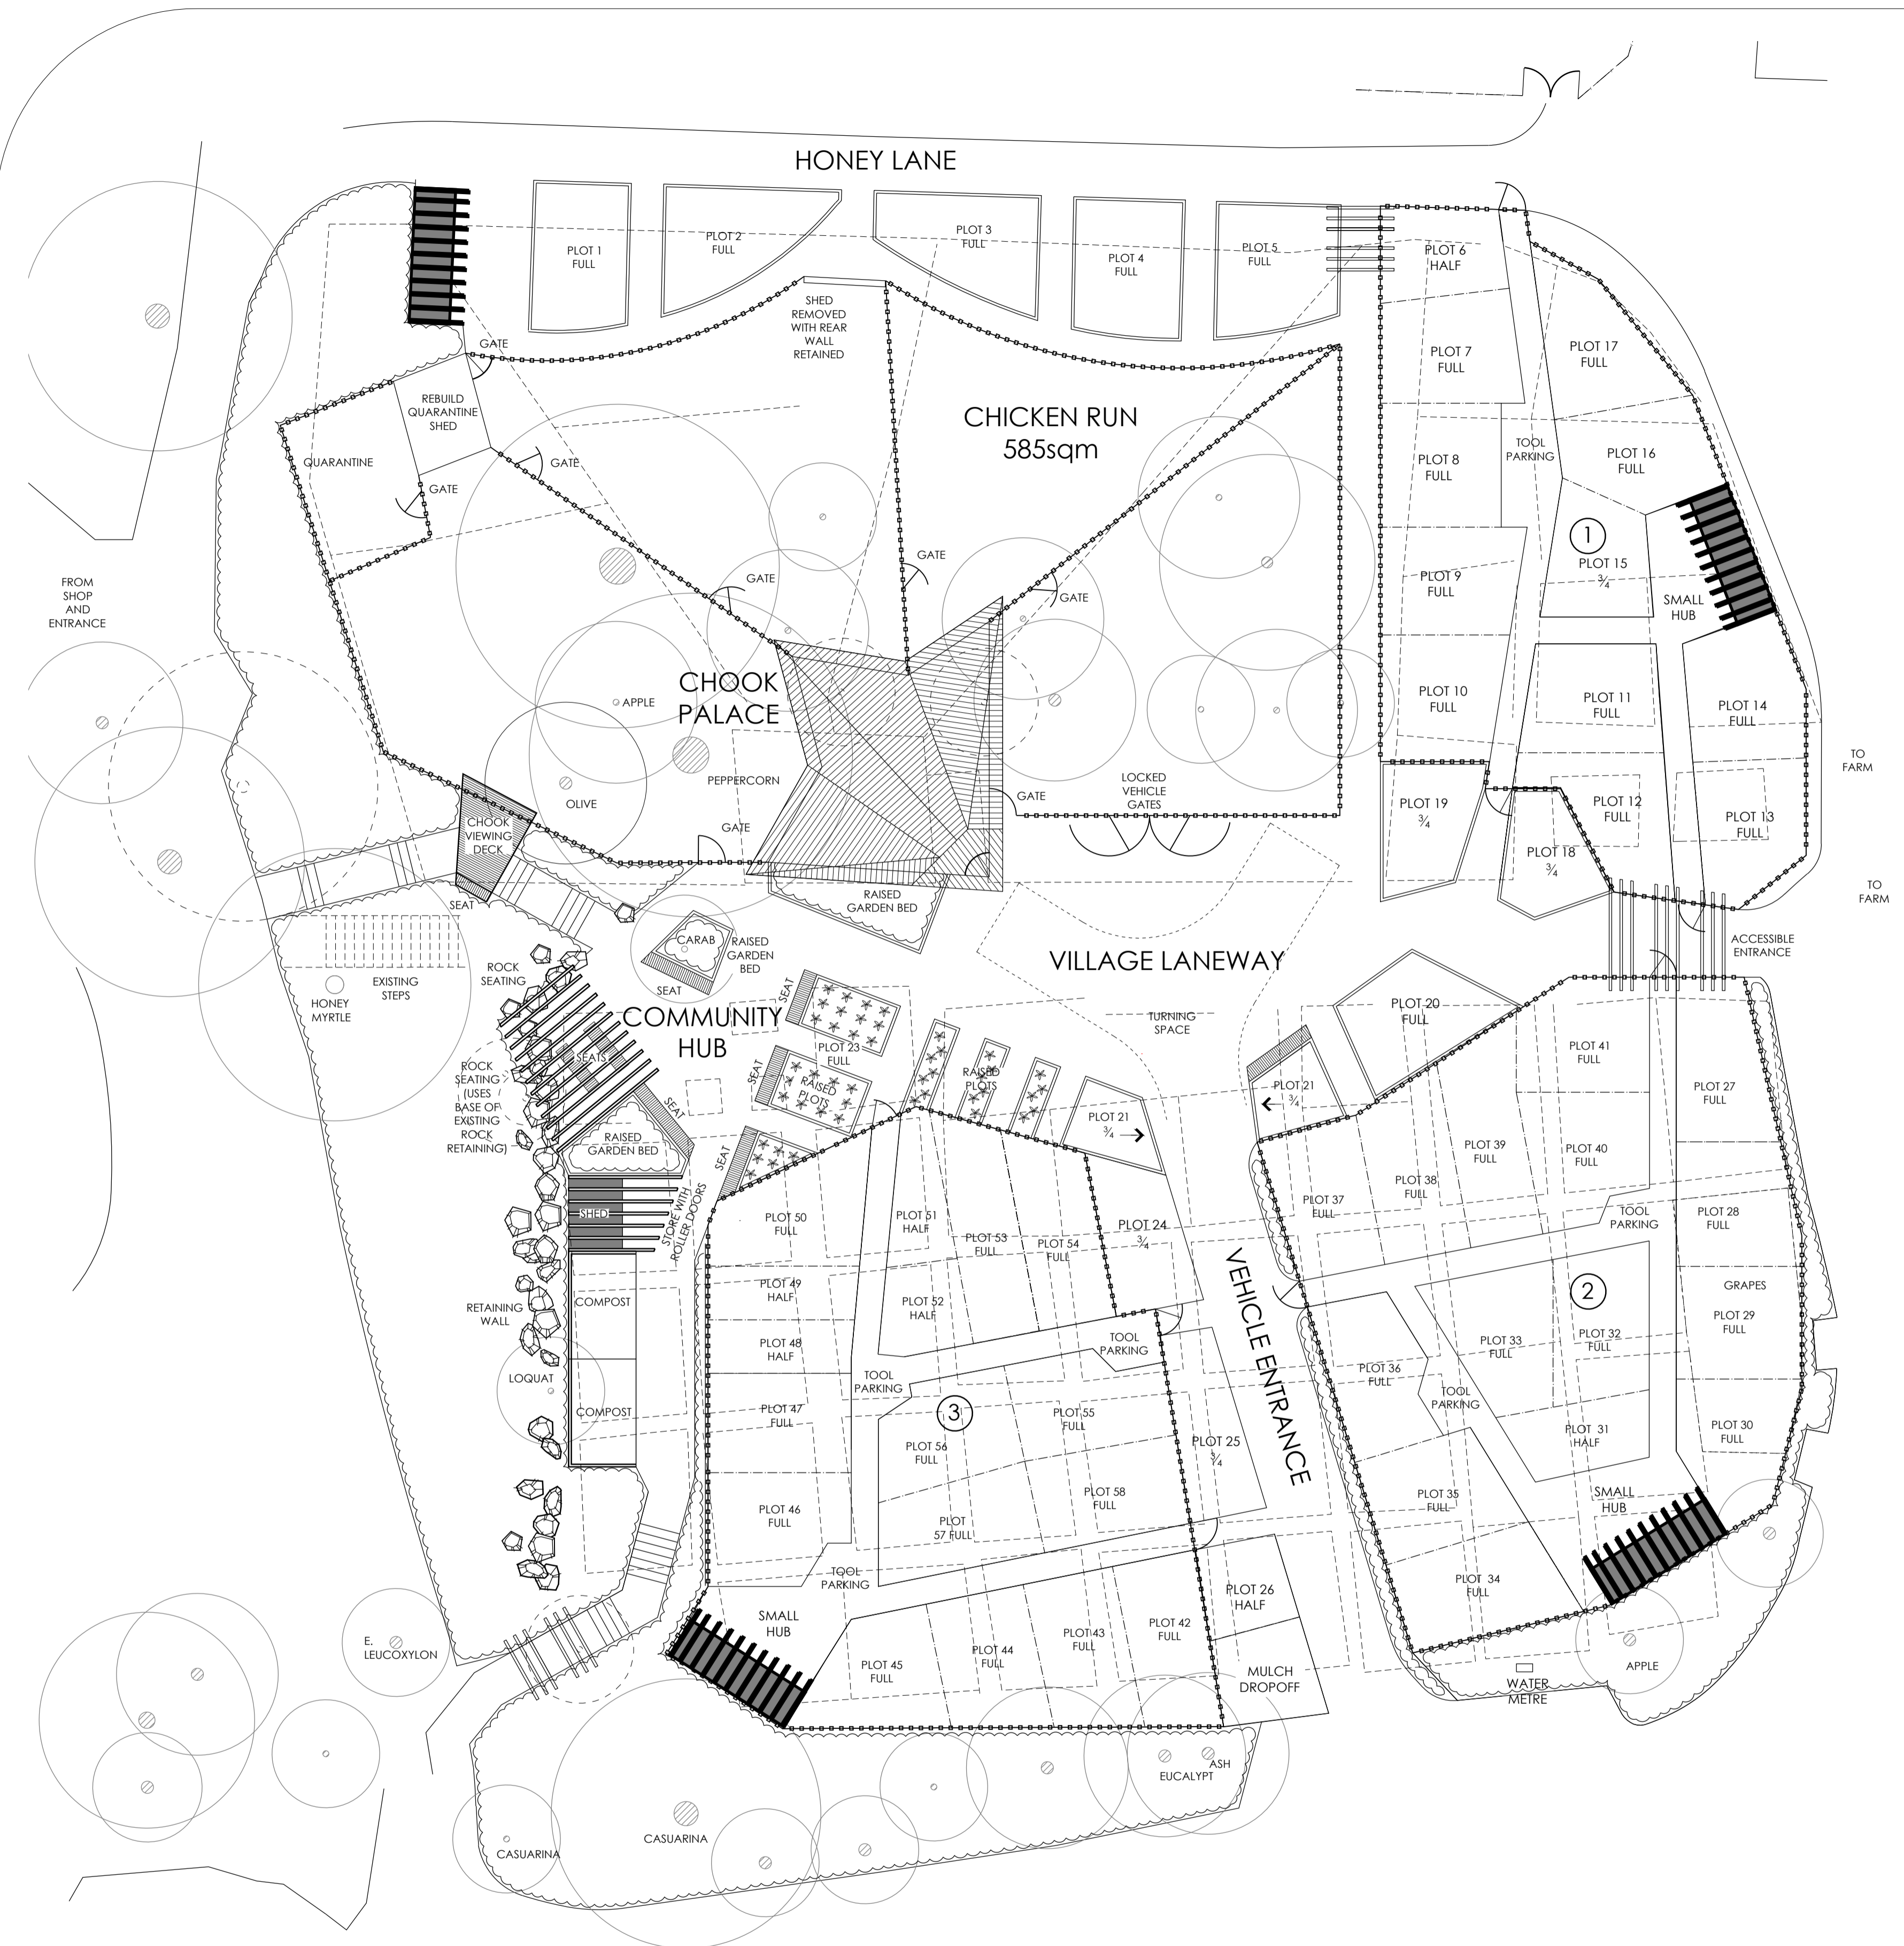 HONEY LANE
PLOT 1
FULL
PLOT 2
FULL
PLOT 3
FULL
PLOT 4
FULL
PLOT 5
FULL
PLOT 6
HALF
SHED
REMOVED
WITH REAR
WALL
RETAINED
GATE
PLOT 7
FULL
PLOT 17
FULL
REBUILD
QUARANTINE
SHED
CHICKEN RUN
585sqm
QUARANTINE
GATE
GATE
PLOT 8
FULL
TOOL
PARKING
PLOT 16
FULL
1
GATE
GATE
GATE
PLOT 9
FULL
PLOT 15
¾
SMALL
HUB
FROM
SHOP
AND
ENTRANCE
CHOOK
PALACE
APPLE
PLOT 10
FULL
PLOT 11
FULL
PLOT 14
FULL
TO
FARM
PEPPERCORN
OLIVE
LOCKED
VEHICLE
GATES
GATE
GATE
CHOOK
VIEWING
DECK
SEAT
PLOT 19
¾
PLOT 12
FULL
PLOT 13
FULL
PLOT 18
¾
TO
FARM
RAISED
GARDEN BED
CARAB
RAISED
GARDEN
BED
SEAT
VILLAGE LANEWAY
ACCESSIBLE
ENTRANCE
ROCK
SEATING
EXISTING
STEPS
HONEY
MYRTLE
COMMUNITY
HUB
SEAT
PLOT 23
FULL
TURNING
SPACE
PLOT 20
FULL
PLOT 41
FULL
SEATS
ROCK
SEATING
(USES
BASE OF
EXISTING
ROCK
RETAINING)
SEAT
SEAT
RAISED
PLOTS
RAISED
PLOTS
PLOT 21
¾
PLOT 21
¾
PLOT 27
FULL
RAISED
GARDEN BED
SEAT
PLOT 39
FULL
PLOT 40
FULL
PLOT 38
FULL
PLOT 37
FULL
SHED
STORE WITH
ROLLER DOORS
PLOT 50
FULL
PLOT 51
HALF
PLOT 53
FULL
PLOT 54
FULL
PLOT 24
¾
TOOL
PARKING
PLOT 28
FULL
VEHICLE ENTRANCE
COMPOST
PLOT 49
HALF
PLOT 52
HALF
2
GRAPES
PLOT 29
FULL
RETAINING
WALL
PLOT 48
HALF
TOOL
PARKING
PLOT 33
FULL
PLOT 32
FULL
PLOT 36
FULL
LOQUAT
TOOL
PARKING
TOOL
PARKING
COMPOST
PLOT 47
FULL
3
PLOT 55
FULL
PLOT 56
FULL
PLOT 25
¾
PLOT 31
HALF
PLOT 30
FULL
PLOT 46
FULL
PLOT 58
FULL
PLOT
57 FULL
PLOT 35
FULL
SMALL
HUB
TOOL
PARKING
PLOT 34
FULL
PLOT 26
HALF
SMALL
HUB
PLOT 45
FULL
PLOT 44
FULL
PLOT 43
FULL
PLOT 42
FULL
E.
LEUCOXYLON
MULCH
DROPOFF
WATER
METRE
APPLE
ASH
EUCALYPT
CASUARINA
CASUARINA